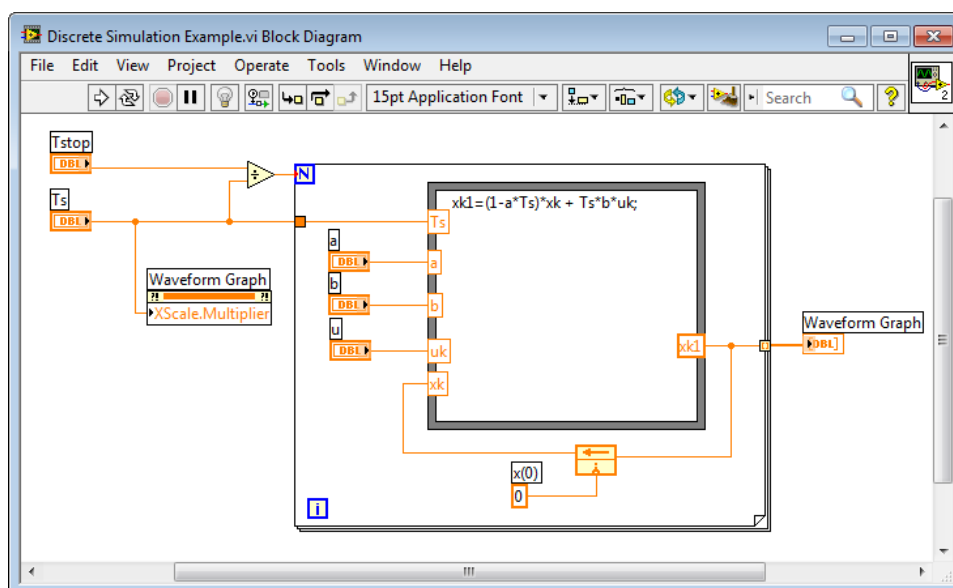 Discrete Simulation Example.vi Block Diagram
File Edit View Project Operate Tools Window Help
15pt Application Font
Search
2
Tstop
DBL
÷
N
Ts
DBL
xk1=(1-a*Ts)*xk + Ts*b*uk;
Ts
a
DBL
a
Waveform Graph
?! ?!
XScale.Multiplier
b
DBL
b
u
DBL
uk
xk
xk1
Waveform Graph
DBL]
x(0)
0
i